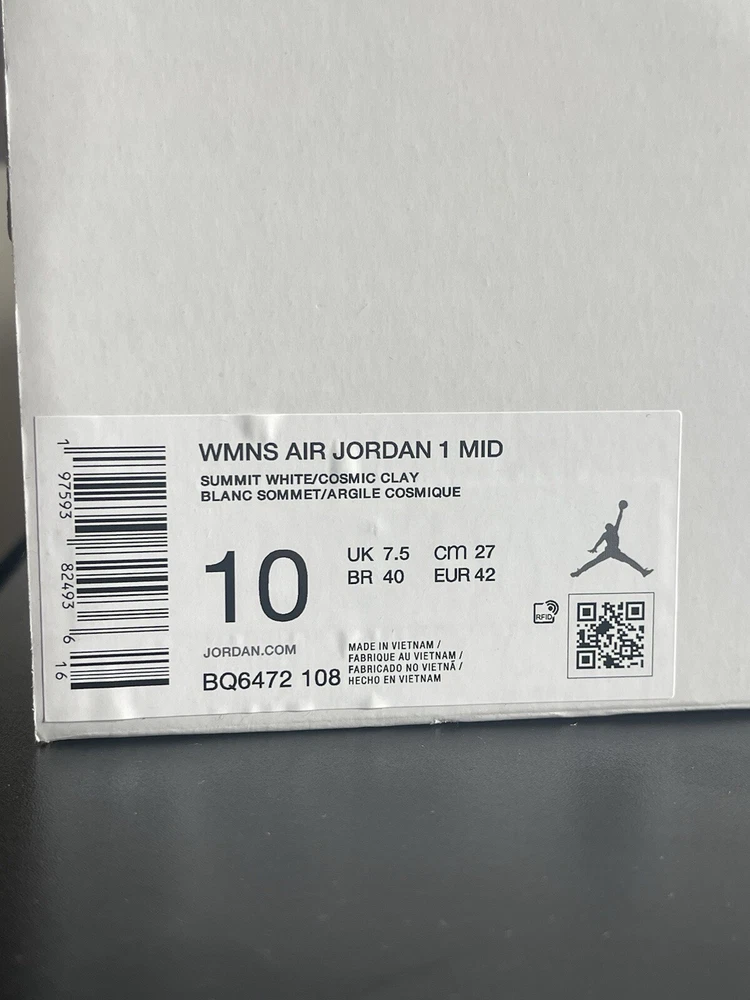 WMNS AIR JORDAN 1 MID
SUMMIT WHITE/COSMIC CLAY
BLANC SOMMET/ARGILE COSMIQUE
10
UK 7.5 cm 27
BR 40 EUR 42
RFID
JORDAN.COM
BQ6472 108
MADE IN VIETNAM /
FABRIQUE AU VIETNAM /
FABRICADO NO VIETNÃ /
HECHO EN VIETNAM
1 97593 82493 6 16